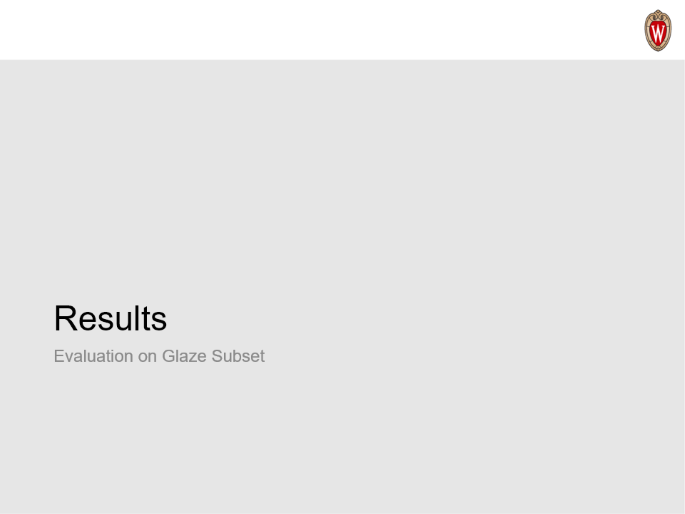 W
Results
Evaluation on Glaze Subset